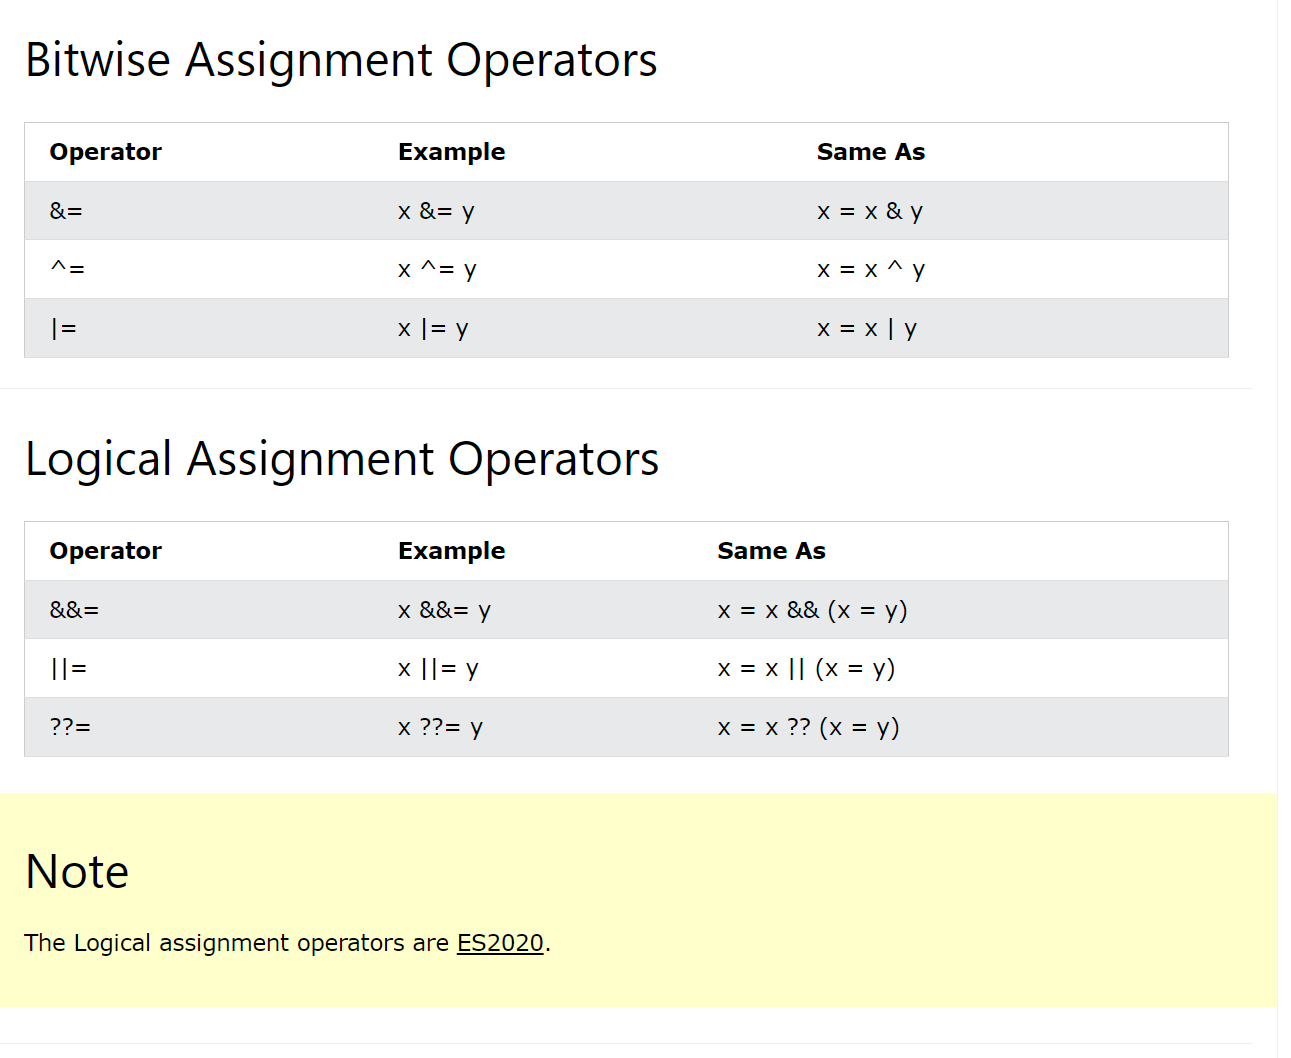 Bitwise Assignment Operators
Operator Example Same As
&= x &= y x = x & y
^= x ^= y x = x ^ y
|= x |= y x = x | y
Logical Assignment Operators
Operator Example Same As
&&= x &&= y x = x && (x = y)
||= x ||= y x = x || (x = y)
??= x ??= y x = x ?? (x = y)
Note
The Logical assignment operators are ES2020.